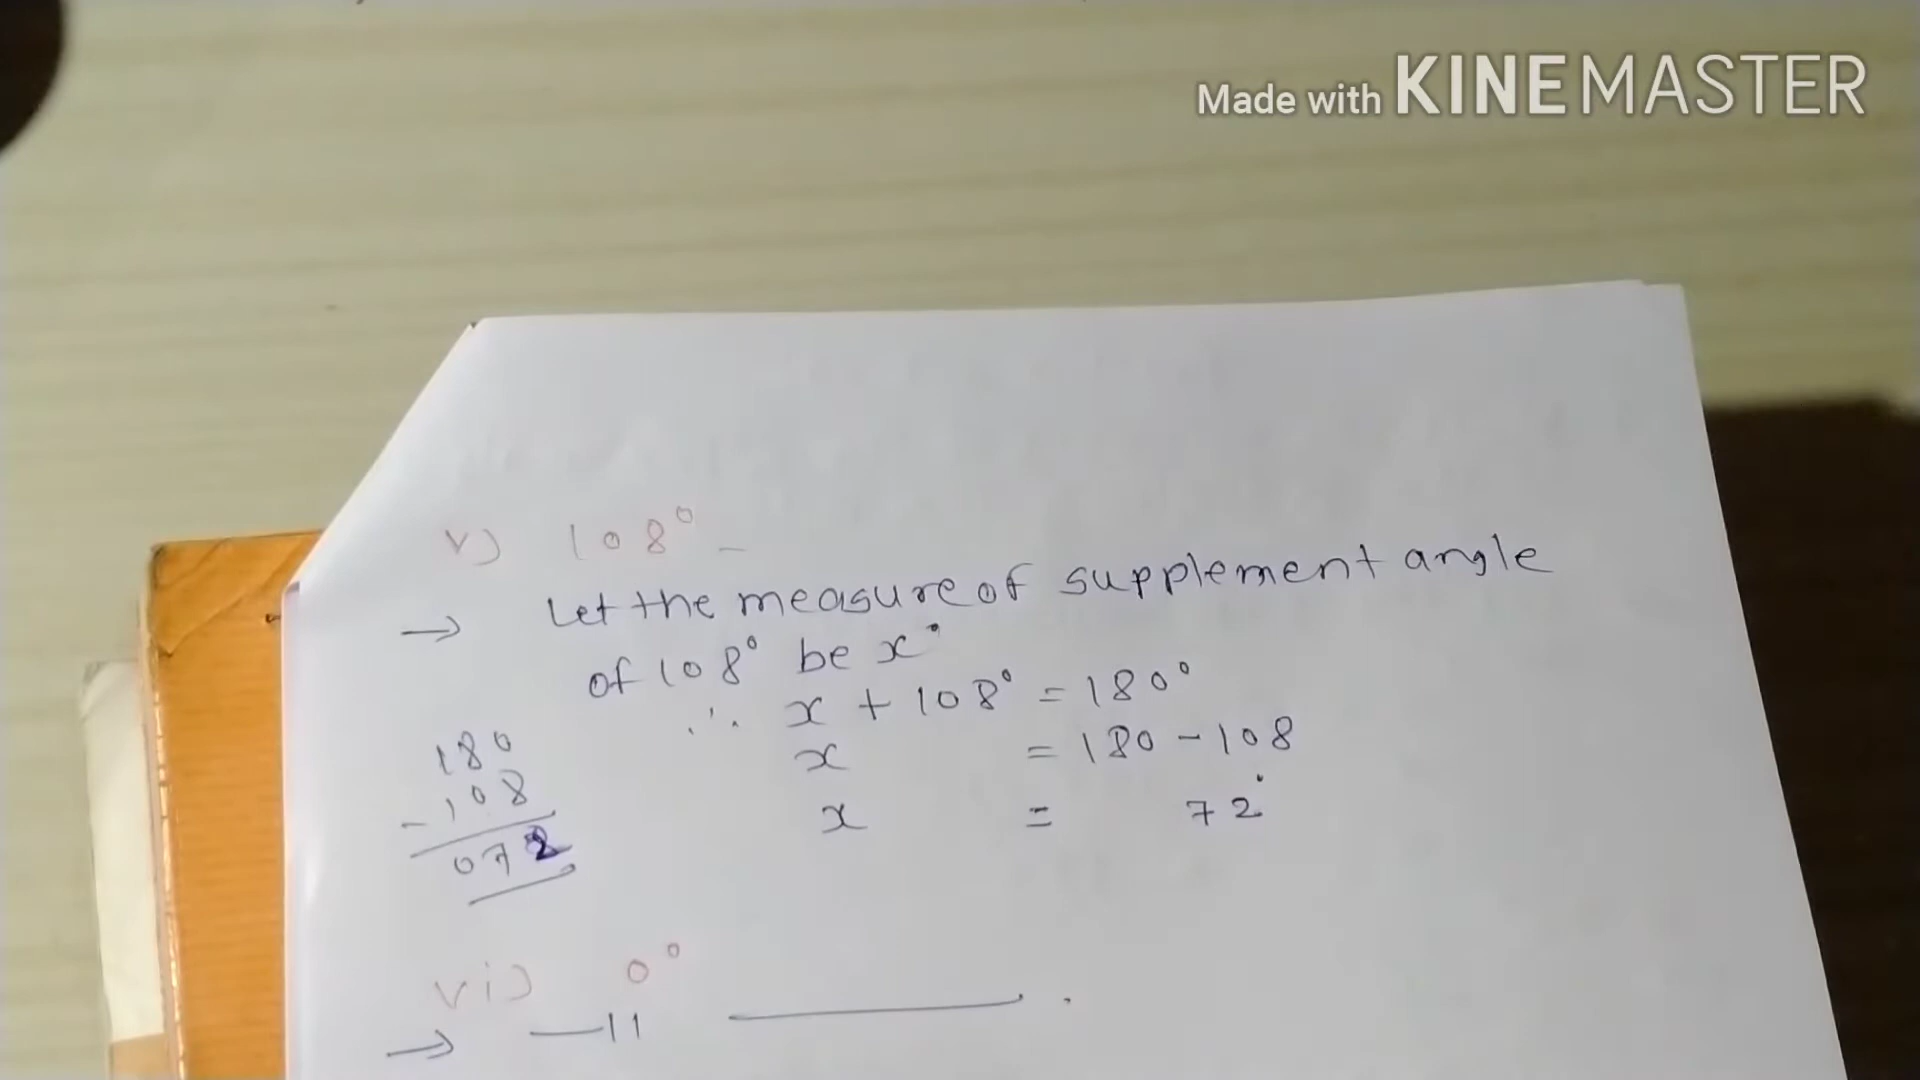 Made with KINEMASTER
v) 108° -
→ Let the measure of supplement angle
of 108° be x°
∴ x + 108° = 180°
x = 180 - 108
x = 72°
180
- 108
072
vi) 0°
→ —11 ——— .